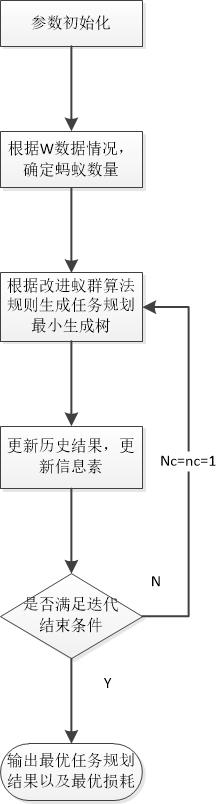 参数初始化
根据W数据情况，
确定蚂蚁数量
根据改进蚁群算法
规则生成任务规划
最小生成树
更新历史结果，更
新信息素
Nc=nc=1
是否满足迭代
结束条件
N
Y
输出最优任务规划
结果以及最优损耗